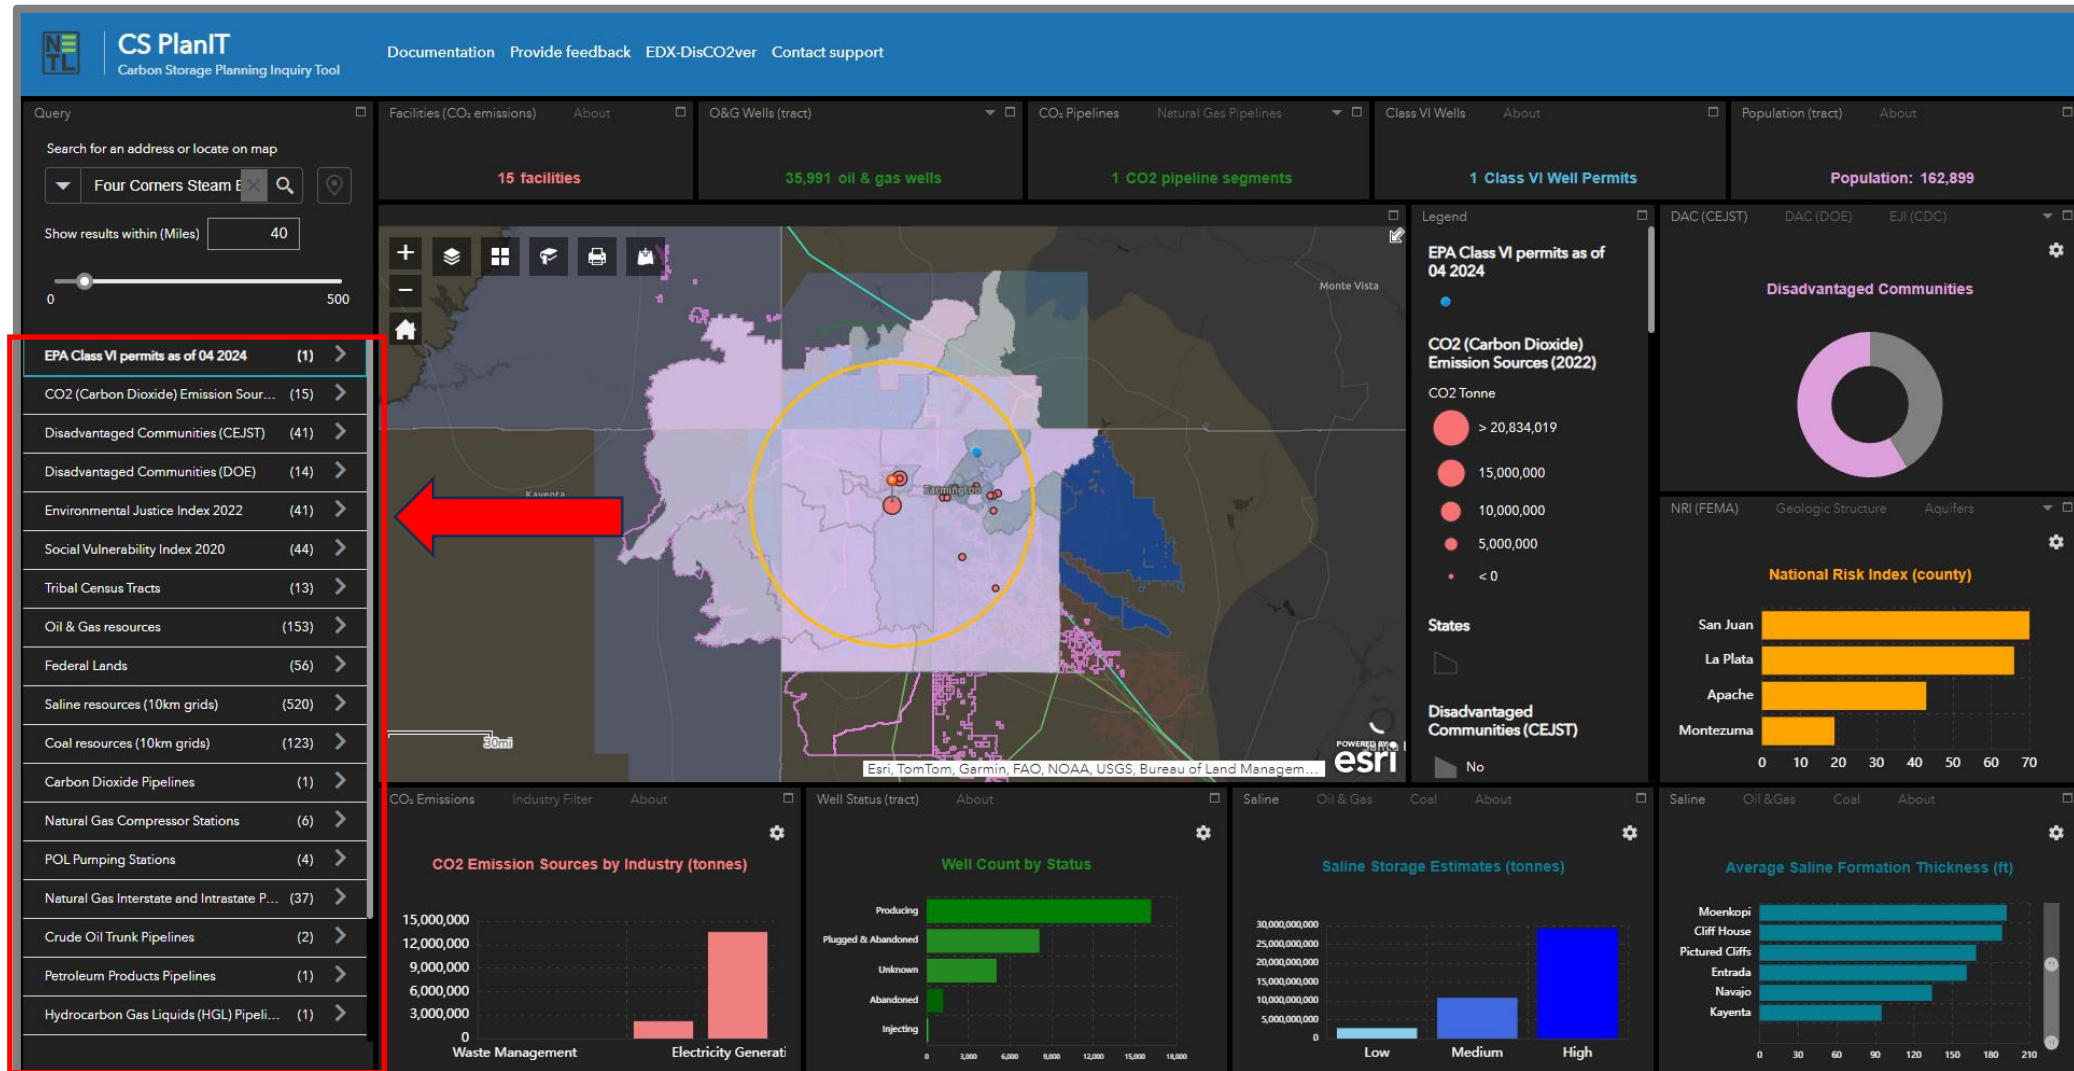 NE
TL
CS PlanIT
Carbon Storage Planning Inquiry Tool
Documentation Provide feedback EDX-DisCO2ver Contact support
Query
Search for an address or locate on map
Four Corners Steam E
Show results within (Miles) 40
0 500
EPA Class VI permits as of 04 2024 (1)
CO2 (Carbon Dioxide) Emission Sour... (15)
Disadvantaged Communities (CEJST) (41)
Disadvantaged Communities (DOE) (14)
Environmental Justice Index 2022 (41)
Social Vulnerability Index 2020 (44)
Tribal Census Tracts (13)
Oil & Gas resources (153)
Federal Lands (56)
Saline resources (10km grids) (520)
Coal resources (10km grids) (123)
Carbon Dioxide Pipelines (1)
Natural Gas Compressor Stations (6)
POL Pumping Stations (4)
Natural Gas Interstate and Intrastate P... (37)
Crude Oil Trunk Pipelines (2)
Petroleum Products Pipelines (1)
Hydrocarbon Gas Liquids (HGL) Pipeli... (1)
Facilities (CO₂ emissions) About
15 facilities
O&G Wells (tract)
35,991 oil & gas wells
CO₂ Pipelines Natural Gas Pipelines
1 CO2 pipeline segments
Class VI Wells About
1 Class VI Well Permits
Population (tract) About
Population: 162,899
Monte Vista
Kayenta
Farmington
30mi
Esri, TomTom, Garmin, FAO, NOAA, USGS, Bureau of Land Managem...
POWERED BY
esri
Legend
EPA Class VI permits as of
04 2024
CO2 (Carbon Dioxide)
Emission Sources (2022)
CO2 Tonne
> 20,834,019
15,000,000
10,000,000
5,000,000
< 0
States
Disadvantaged
Communities (CEJST)
No
DAC (CEJST) DAC (DOE) EJI (CDC)
Disadvantaged Communities
NRI (FEMA) Geologic Structure Aquifers
National Risk Index (county)
San Juan
La Plata
Apache
Montezuma
0 10 20 30 40 50 60 70
CO₂ Emissions Industry Filter About
CO2 Emission Sources by Industry (tonnes)
15,000,000
12,000,000
9,000,000
6,000,000
3,000,000
0
Waste Management Electricity Generati
Well Status (tract) About
Well Count by Status
Producing
Plugged & Abandoned
Unknown
Abandoned
Injecting
0 3,000 6,000 9,000 12,000 15,000 18,000
Saline Oil & Gas Coal About
Saline Storage Estimates (tonnes)
30,000,000,000
25,000,000,000
20,000,000,000
15,000,000,000
10,000,000,000
5,000,000,000
0
Low Medium High
Saline Oil &Gas Coal About
Average Saline Formation Thickness (ft)
Moenkopi
Cliff House
Pictured Cliffs
Entrada
Navajo
Kayenta
0 30 60 90 120 150 180 210